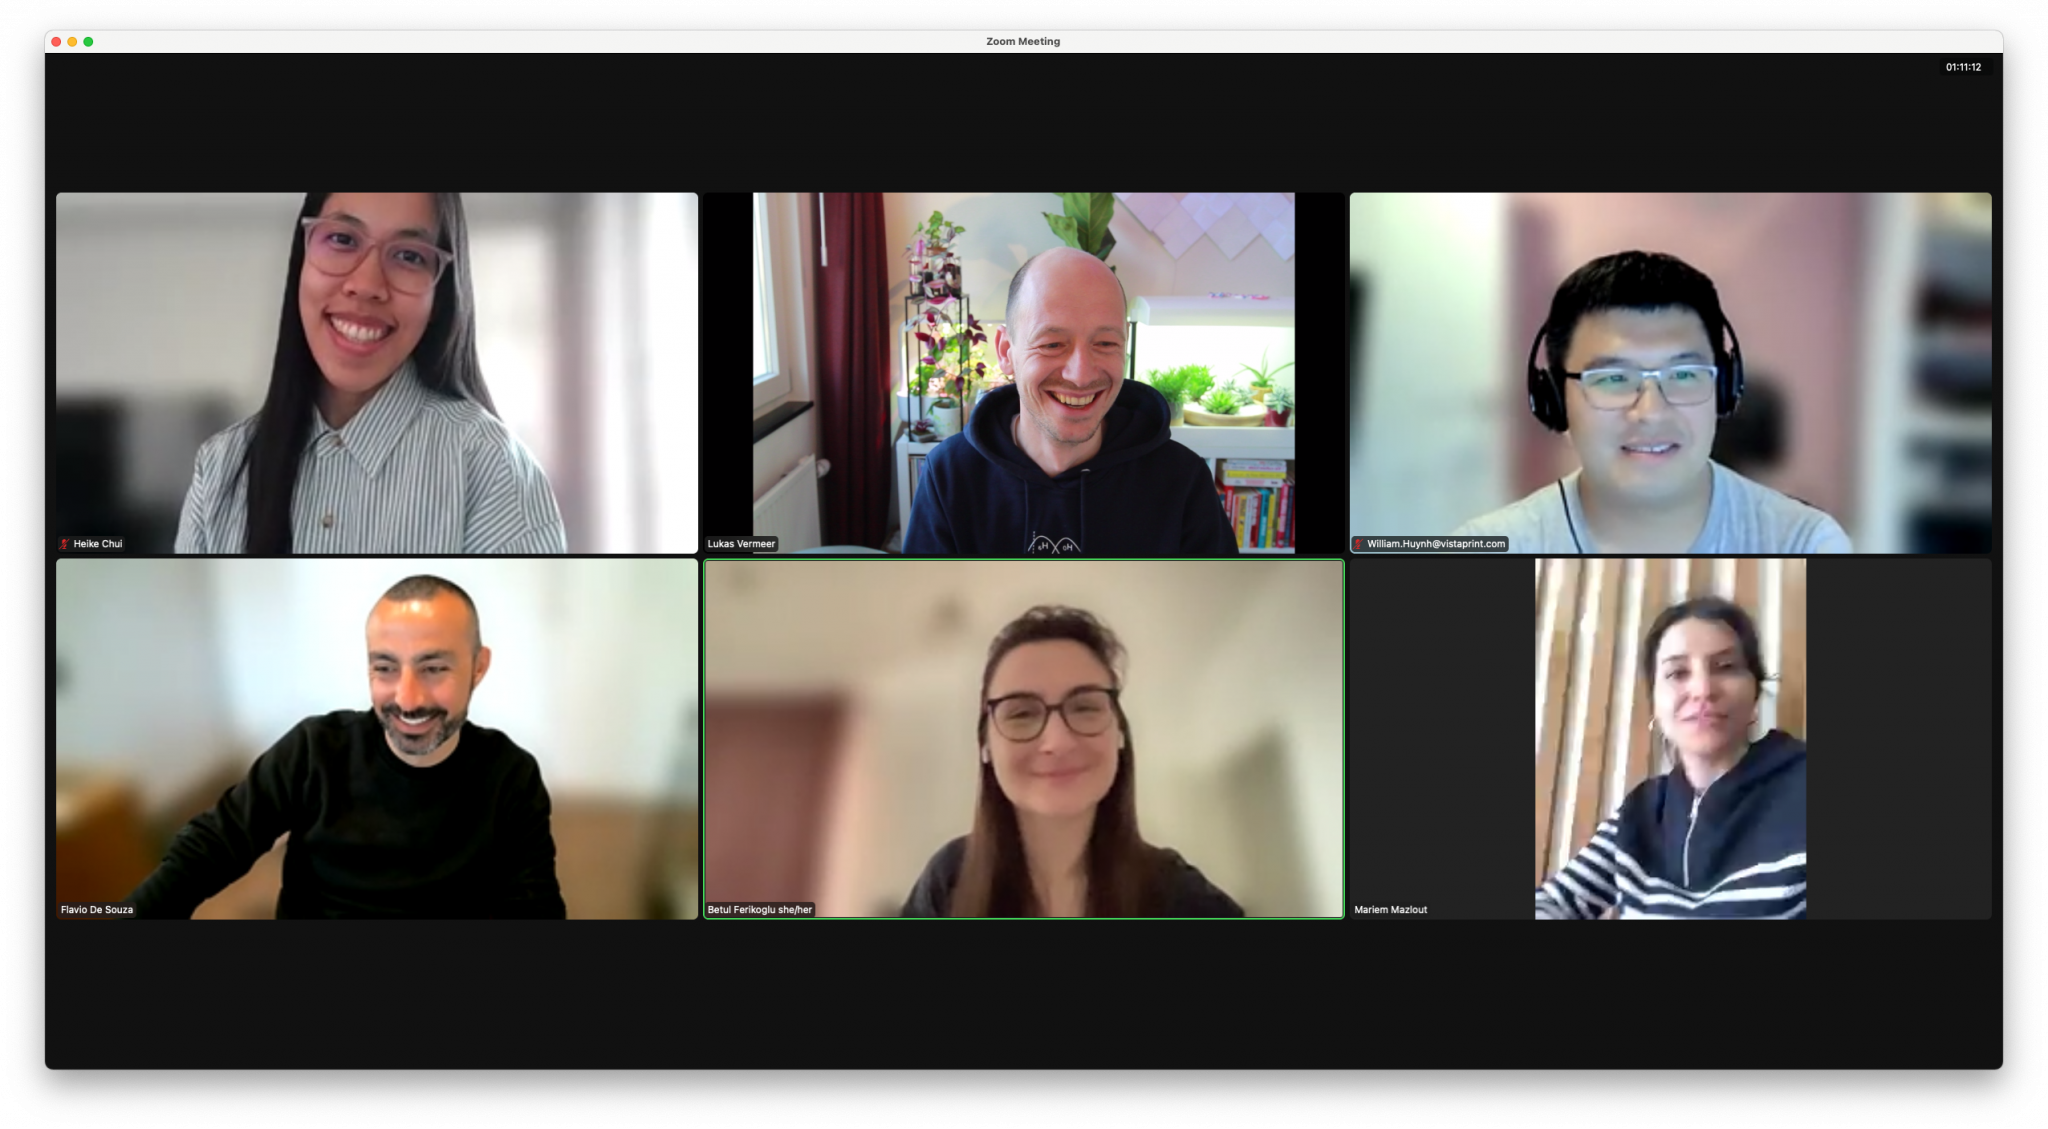 Zoom Meeting
01:11:12
Heike Chui
Lukas Vermeer
William.Huynh@vistaprint.com
Flavio De Souza
Betul Ferikoglu she/her
Mariem Mazlout